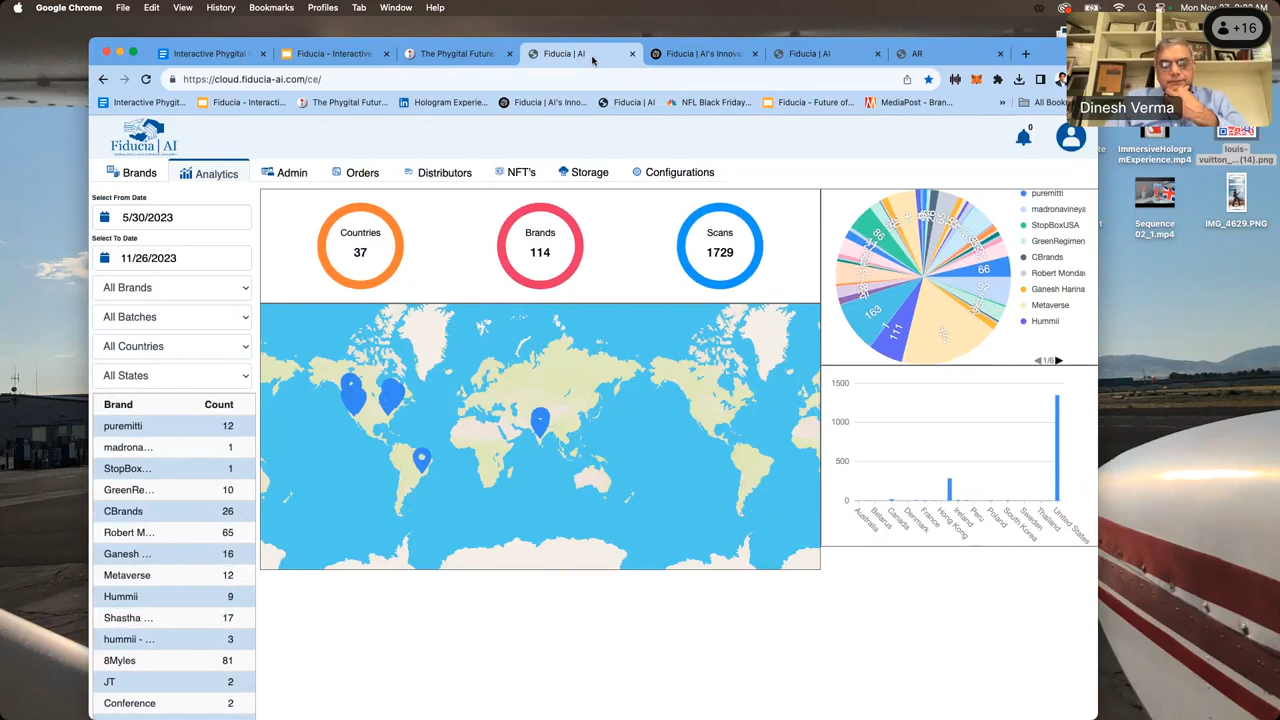 Google Chrome File Edit View History Bookmarks Profiles Tab Window Help
Mon Nov 27
+16
Dinesh Verma
Interactive Phygital
Fiducia - Interactive
The Phygital Future:
Fiducia | AI
Fiducia | AI's Innova
Fiducia | AI
AR
https://cloud.fiducia-ai.com/ce/
Interactive Phygit...
Fiducia - Interacti...
The Phygital Futur...
Hologram Experie...
Fiducia | AI's Inno...
Fiducia | AI
NFL Black Friday...
Fiducia - Future of...
MediaPost - Bran...
All Book
ImmersiveHologra
mExperience.mp4
louis-
vuitton_...(14).png
Sequence
02_1.mp4
IMG_4629.PNG
Fiducia | AI
0
Brands
Analytics
Admin
Orders
Distributors
NFT's
Storage
Configurations
Select From Date
5/30/2023
Select To Date
11/26/2023
All Brands
All Batches
All Countries
All States
Brand Count
puremitti 12
madrona... 1
StopBox... 1
GreenRe... 10
CBrands 26
Robert M... 65
Ganesh ... 16
Metaverse 12
Hummii 9
Shastha ... 17
hummii - ... 3
8Myles 81
JT 2
Conference 2
Countries
37
Brands
114
Scans
1729
86
66
92
163
111
puremitti
madronavineya
StopBoxUSA
GreenRegimen
CBrands
Robert Mondav
Ganesh Harina
Metaverse
Hummii
1/6
1500
1000
500
0
Australia
Belarus
Canada
Denmark
France
Hong Kong
Ireland
Peru
Poland
South Korea
Sweden
Thailand
United States